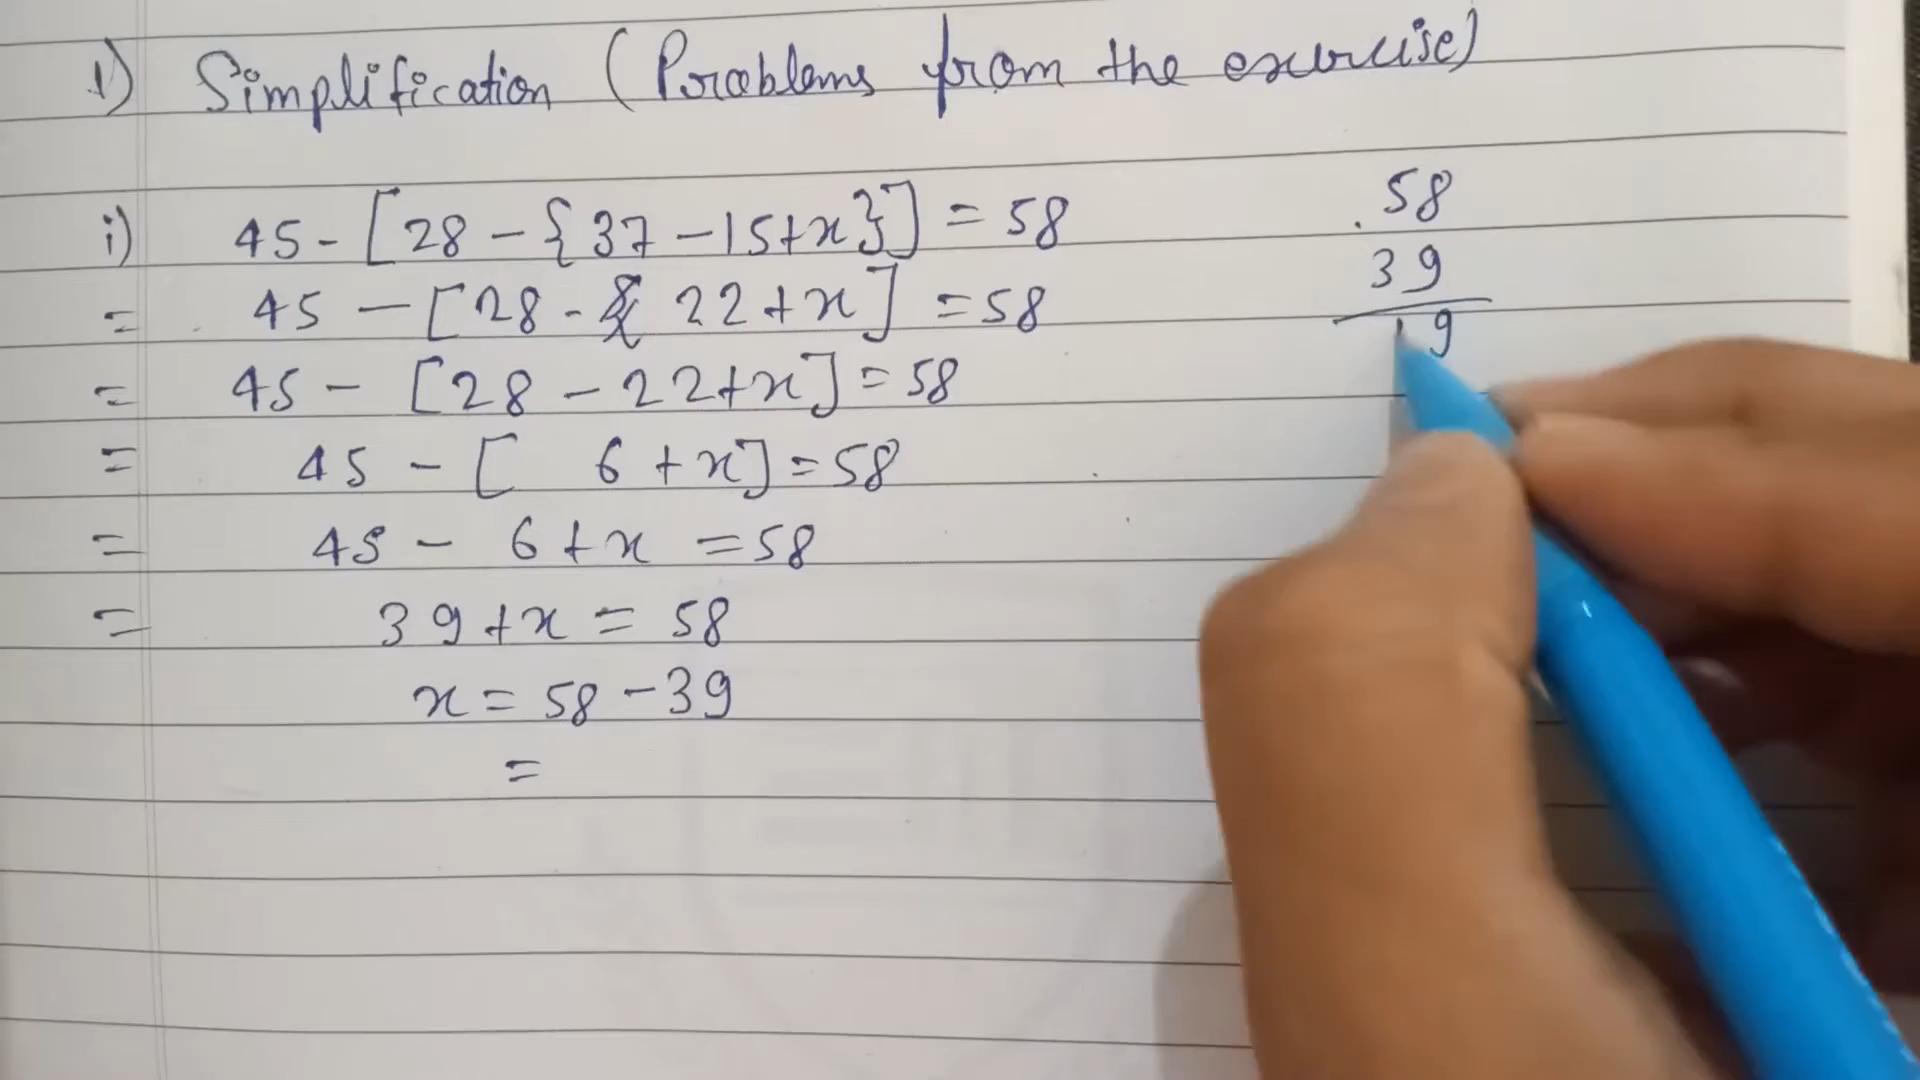 1) Simplification (Problems from the exercise)
i) 45 - [28 - {37 - 15 + x}] = 58
= 45 - [28 - 22 + x] = 58
= 45 - [28 - 22 + x] = 58
= 45 - [ 6 + x] = 58
= 45 - 6 + x = 58
= 39 + x = 58
x = 58 - 39
=
58
39
19